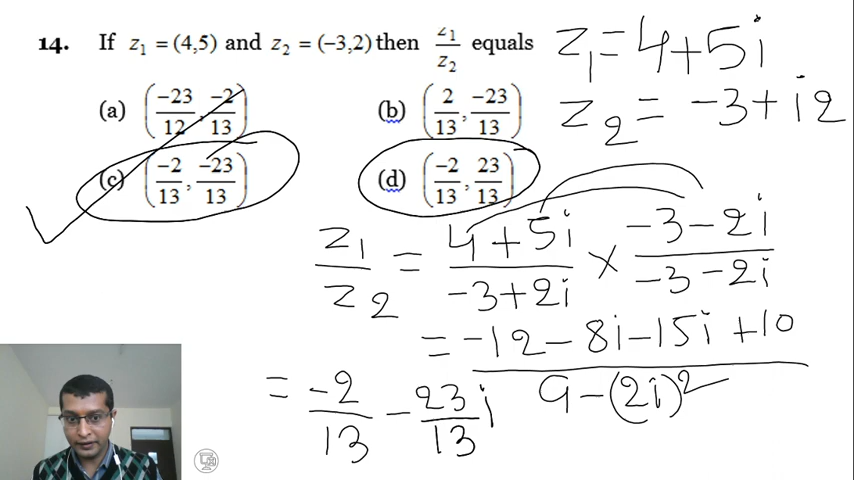 14. If z₁ = (4,5) and z₂ = (−3,2) then z₁/z₂ equals
z₁ = 4 + 5i
z₂ = −3 + i2
(a) (−23/12, −2/13)
(b) (2/13, −23/13)
(c) (−2/13, −23/13)
(d) (−2/13, 23/13)
z₁/z₂ = (4 + 5i)/(−3 + 2i) × (−3 − 2i)/(−3 − 2i)
= (−12 − 8i − 15i + 10)/(9 − (2i)²)
= −2/13 − 23/13 i